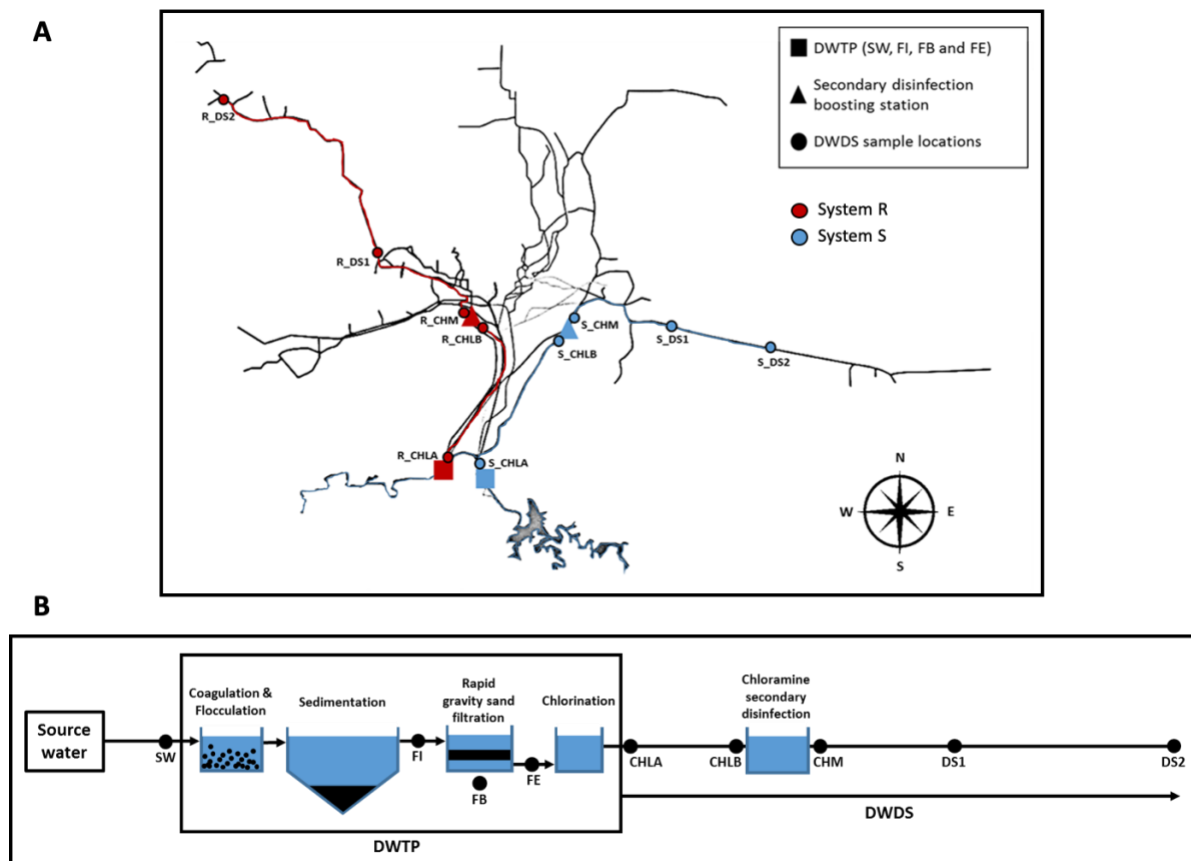 A
DWTP (SW, FI, FB and FE)
Secondary disinfection
boosting station
DWDS sample locations
System R
System S
R_DS2
R_DS1
R_CHM
R_CHLB
S_CHM
S_CHLB
S_DS1
S_DS2
R_CHLA
S_CHLA
N
W
E
S
B
Source
water
SW
Coagulation &
Flocculation
Sedimentation
FI
Rapid
gravity sand
filtration
FB
FE
Chlorination
CHLA
CHLB
Chloramine
secondary
disinfection
CHM
DS1
DS2
DWTP
DWDS